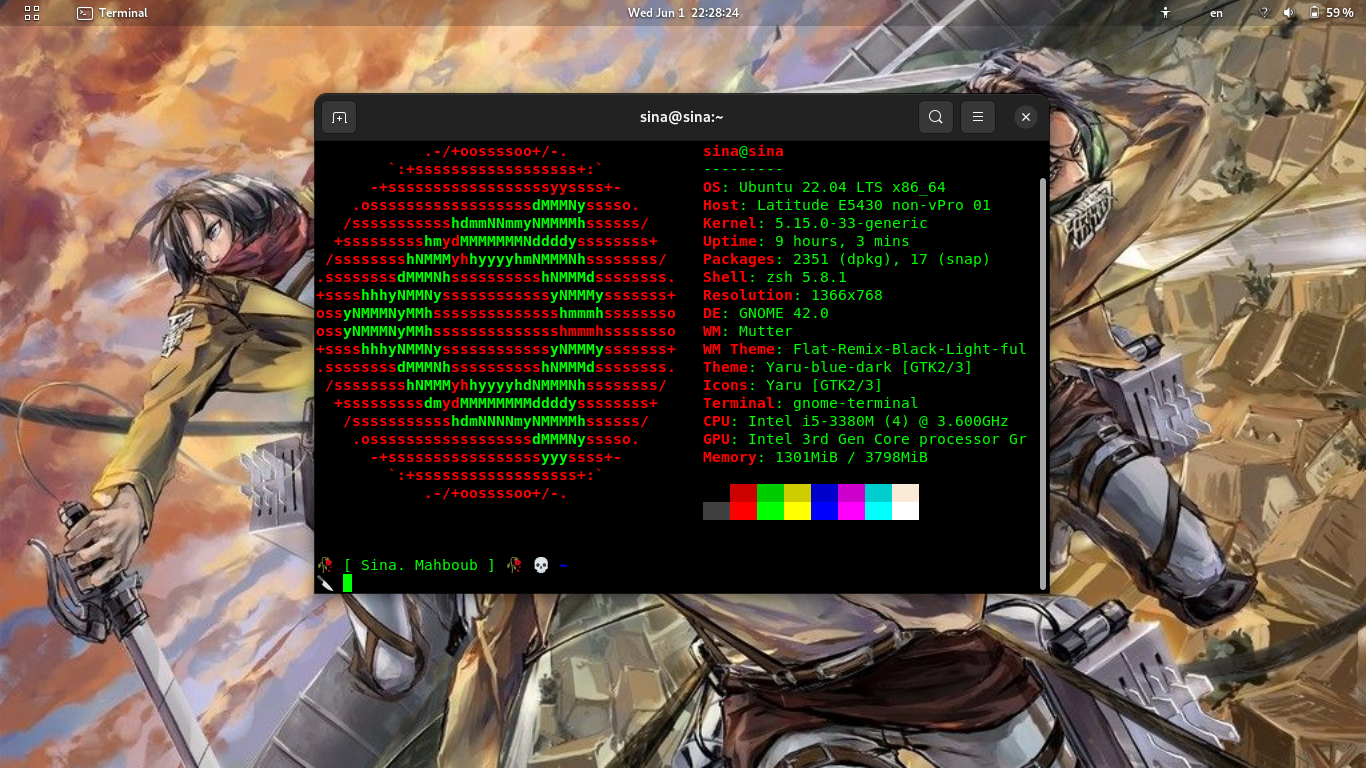 Terminal
Wed Jun 1 22:28:24
en
59 %
sina@sina:~
.-/+oossssoo+/-.
`:+ssssssssssssssssss+:`
-+ssssssssssssssssssyyssss+-
.ossssssssssssssssssdMMMNysssso.
/ssssssssssshdmmNNmmyNMMMMhssssss/
+ssssssssshmydMMMMMMMNddddyssssssss+
/sssssssshNMMMyhhyyyyhmNMMMNhssssssss/
.ssssssssdMMMNhsssssssssshNMMMdssssssss.
+sssshhhyNMMNyssssssssssssyNMMMysssssss+
ossyNMMMNyMMhsssssssssssssshmmmhssssssso
ossyNMMMNyMMhsssssssssssssshmmmhssssssso
+sssshhhyNMMNyssssssssssssyNMMMysssssss+
.ssssssssdMMMNhsssssssssshNMMMdssssssss.
/sssssssshNMMMyhhyyyyhdNMMMNhssssssss/
+sssssssssdmydMMMMMMMMddddyssssssss+
/ssssssssssshdmNNNNmyNMMMMhssssss/
.ossssssssssssssssssdMMMNysssso.
-+sssssssssssssssssyyyssss+-
`:+ssssssssssssssssss+:`
.-/+oossssoo+/-.
sina@sina
---------
OS: Ubuntu 22.04 LTS x86_64
Host: Latitude E5430 non-vPro 01
Kernel: 5.15.0-33-generic
Uptime: 9 hours, 3 mins
Packages: 2351 (dpkg), 17 (snap)
Shell: zsh 5.8.1
Resolution: 1366x768
DE: GNOME 42.0
WM: Mutter
WM Theme: Flat-Remix-Black-Light-ful
Theme: Yaru-blue-dark [GTK2/3]
Icons: Yaru [GTK2/3]
Terminal: gnome-terminal
CPU: Intel i5-3380M (4) @ 3.600GHz
GPU: Intel 3rd Gen Core processor Gr
Memory: 1301MiB / 3798MiB
🥀 [ Sina. Mahboub ] 🥀 💀 ~
🔪